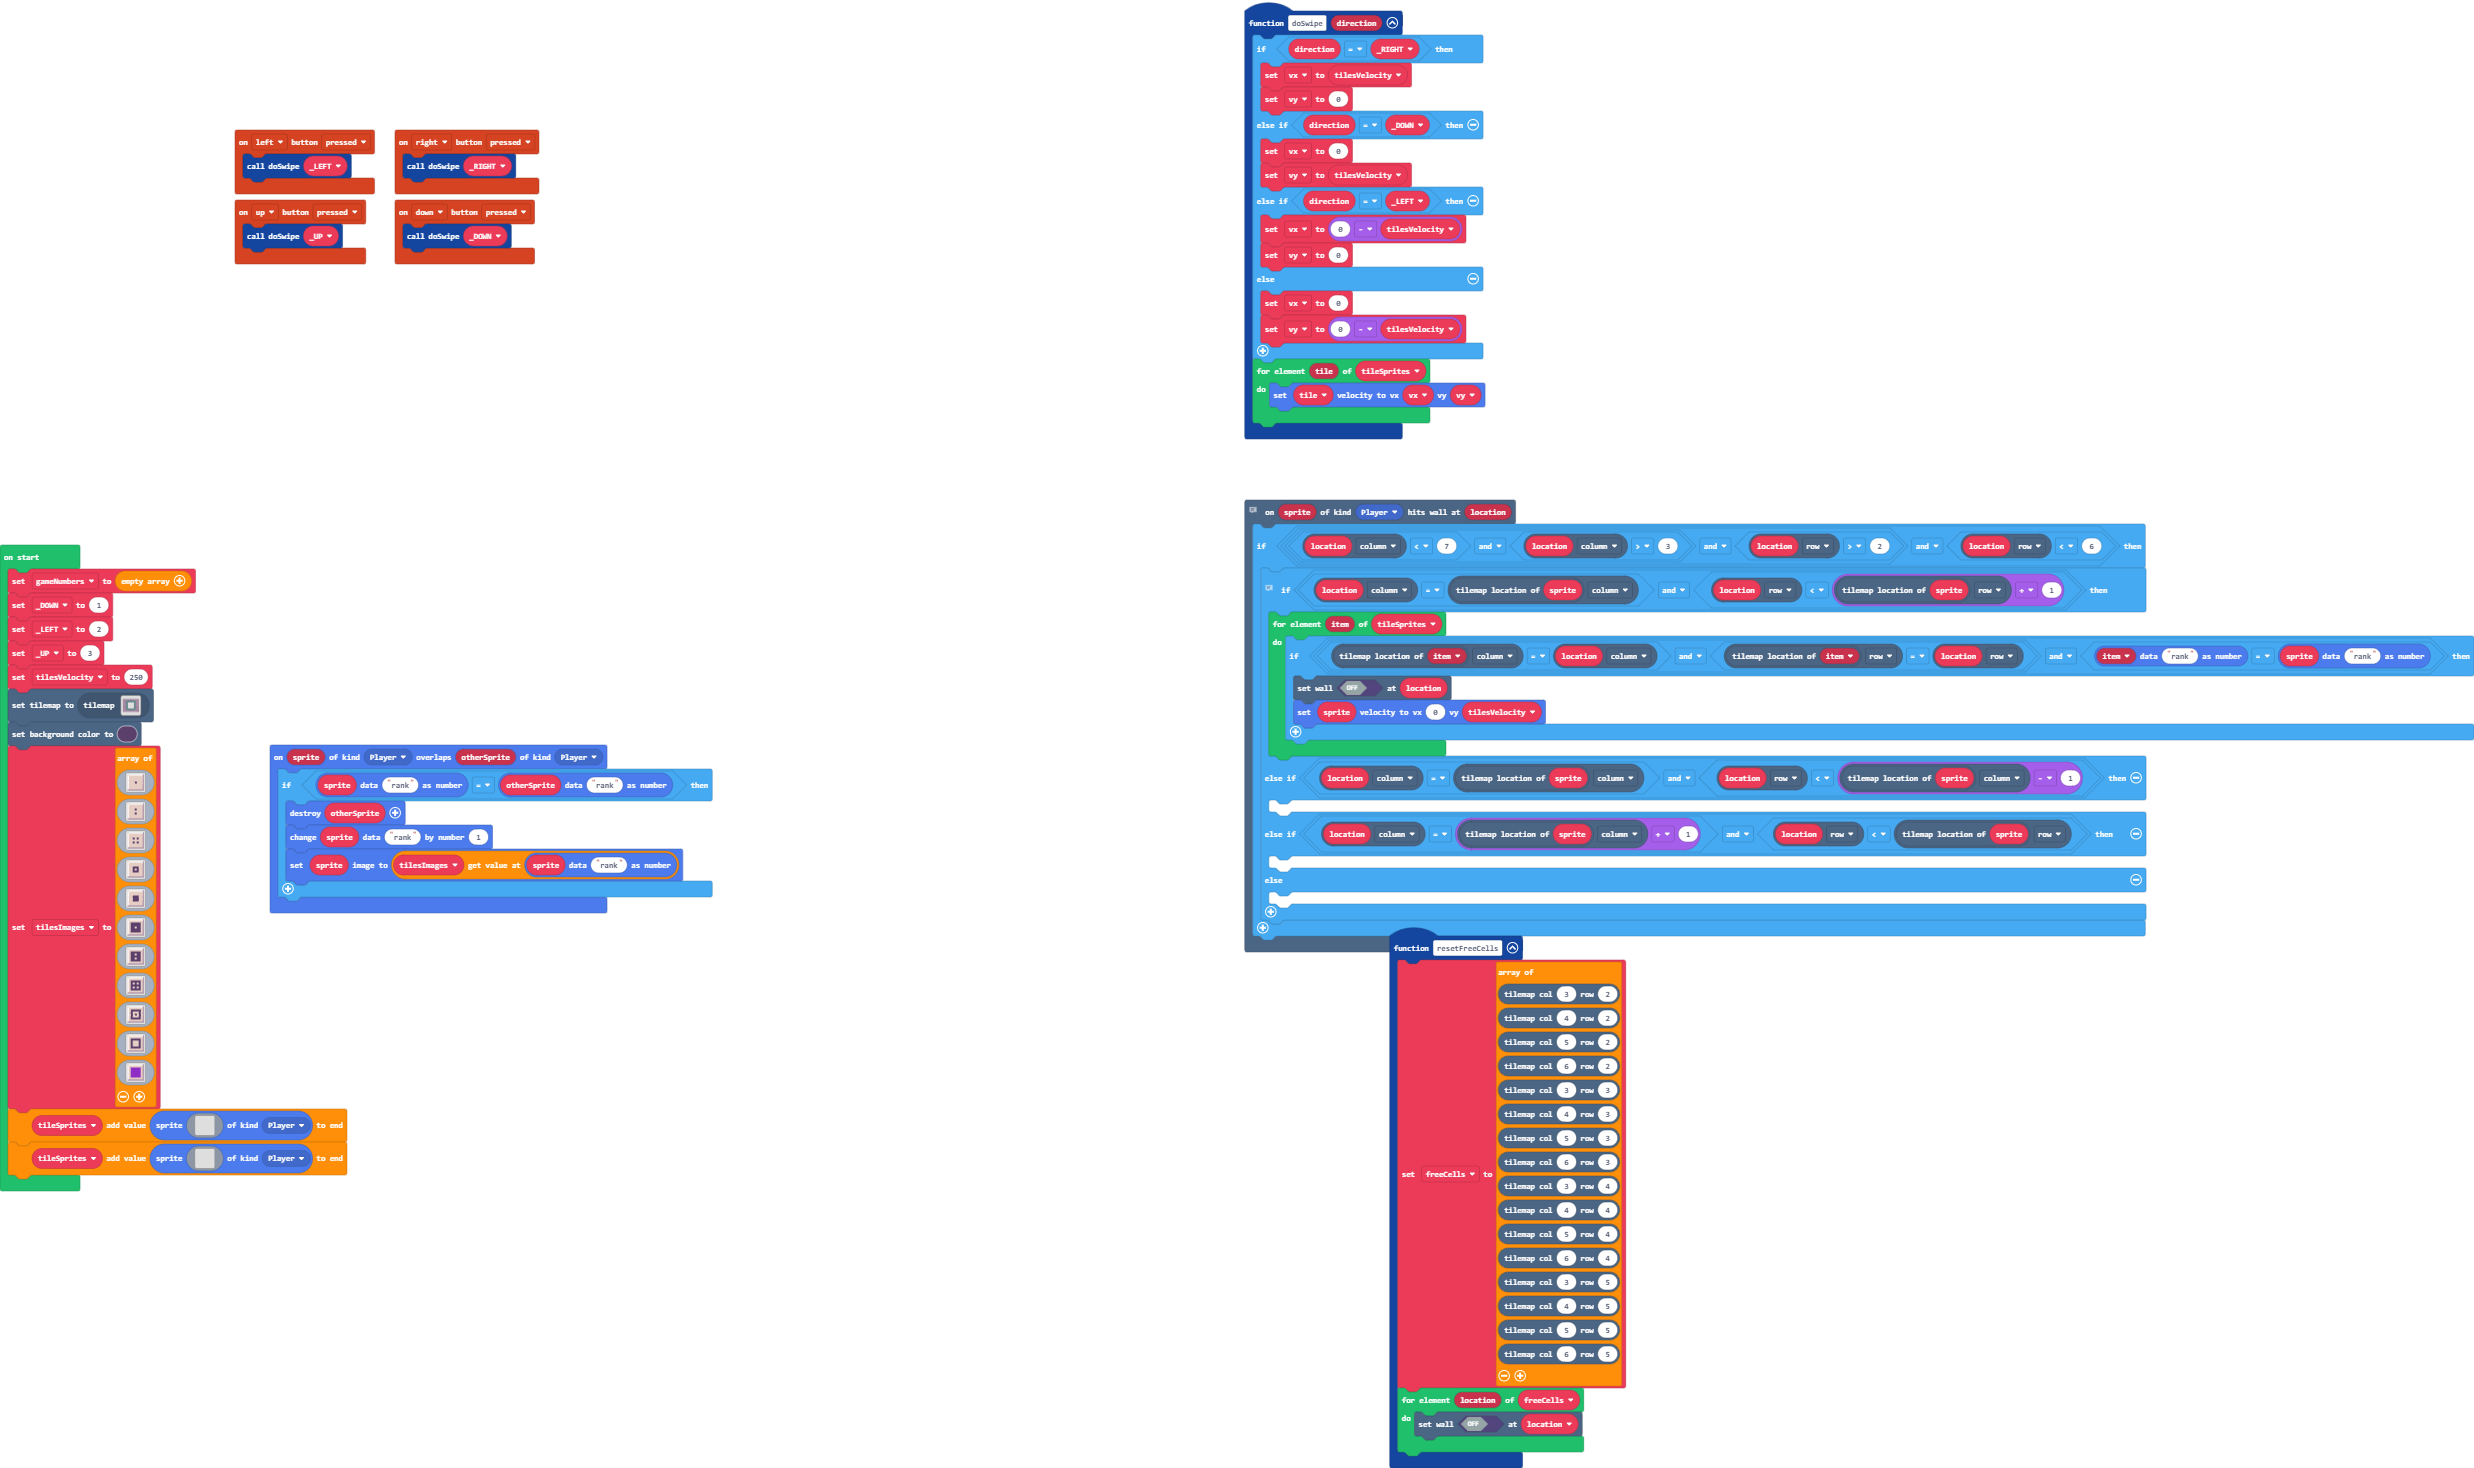 function doSwipe direction
if direction = _RIGHT then
set vx to tilesVelocity
set vy to 0
else if direction = _DOWN then
set vx to 0
set vy to tilesVelocity
else if direction = _LEFT then
set vx to 0 - tilesVelocity
set vy to 0
else
set vx to 0
set vy to 0 - tilesVelocity
for element tile of tileSprites
do set tile velocity to vx vx vy vy
on left button pressed
call doSwipe _LEFT
on right button pressed
call doSwipe _RIGHT
on up button pressed
call doSwipe _UP
on down button pressed
call doSwipe _DOWN
on start
set gameNumbers to empty array
set _DOWN to 1
set _LEFT to 2
set _UP to 3
set tilesVelocity to 250
set tilemap to tilemap
set background color to
set tilesImages to array of
tileSprites add value sprite of kind Player to end
tileSprites add value sprite of kind Player to end
on sprite of kind Player overlaps otherSprite of kind Player
if sprite data "rank" as number = otherSprite data "rank" as number then
destroy otherSprite
change sprite data "rank" by number 1
set sprite image to tilesImages get value at sprite data "rank" as number
on sprite of kind Player hits wall at location
if location column < 7 and location column > 3 and location row > 2 and location row < 6 then
if location column = tilemap location of sprite column and location row < tilemap location of sprite row + 1 then
for element item of tileSprites
do if tilemap location of item column = location column and tilemap location of item row = location row and item data "rank" as number = sprite data "rank" as number then
set wall OFF at location
set sprite velocity to vx 0 vy tilesVelocity
else if location column = tilemap location of sprite column and location row < tilemap location of sprite column - 1 then
else if location column = tilemap location of sprite column + 1 and location row < tilemap location of sprite row then
else
function resetFreeCells
set freeCells to array of
tilemap col 3 row 2
tilemap col 4 row 2
tilemap col 5 row 2
tilemap col 6 row 2
tilemap col 3 row 3
tilemap col 4 row 3
tilemap col 5 row 3
tilemap col 6 row 3
tilemap col 3 row 4
tilemap col 4 row 4
tilemap col 5 row 4
tilemap col 6 row 4
tilemap col 3 row 5
tilemap col 4 row 5
tilemap col 5 row 5
tilemap col 6 row 5
for element location of freeCells
do set wall OFF at location